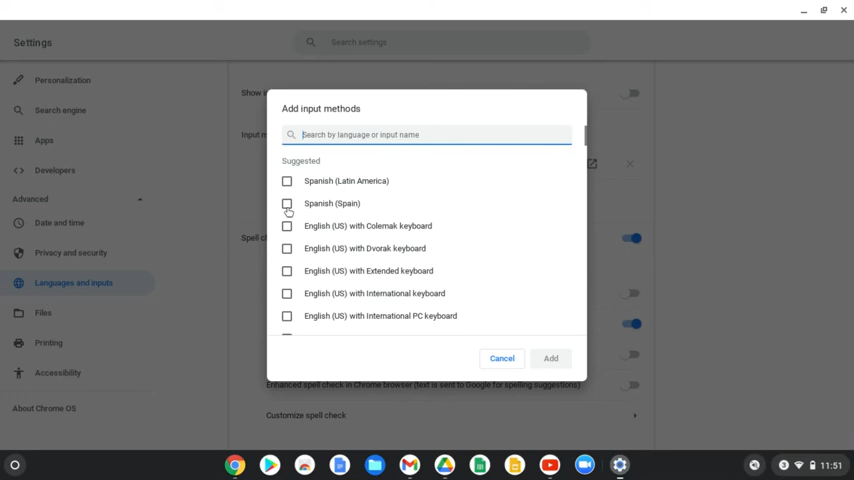 Settings
Search settings
Personalization
Search engine
Apps
Developers
Advanced
Date and time
Privacy and security
Languages and inputs
Files
Printing
Accessibility
About Chrome OS
Show i
Input m
Spell c
Add input methods
Search by language or input name
Suggested
Spanish (Latin America)
Spanish (Spain)
English (US) with Colemak keyboard
English (US) with Dvorak keyboard
English (US) with Extended keyboard
English (US) with International keyboard
English (US) with International PC keyboard
Cancel
Add
Enhanced spell check in Chrome browser (text is sent to Google for spelling suggestions)
Customize spell check
3
11:51